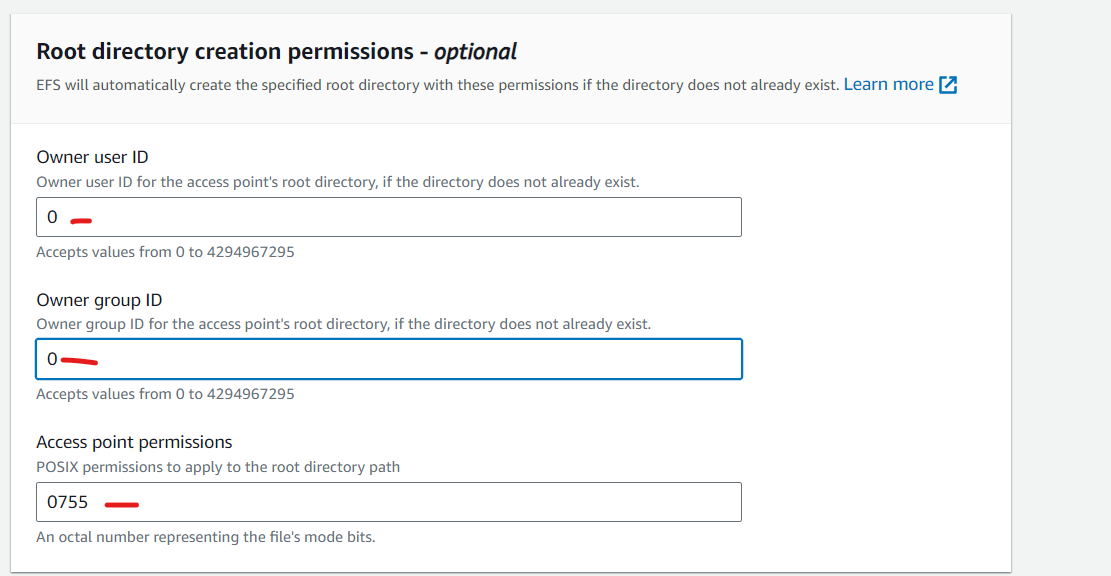 Root directory creation permissions - optional
EFS will automatically create the specified root directory with these permissions if the directory does not already exist. Learn more
Owner user ID
Owner user ID for the access point's root directory, if the directory does not already exist.
0
Accepts values from 0 to 4294967295
Owner group ID
Owner group ID for the access point's root directory, if the directory does not already exist.
0
Accepts values from 0 to 4294967295
Access point permissions
POSIX permissions to apply to the root directory path
0755
An octal number representing the file's mode bits.